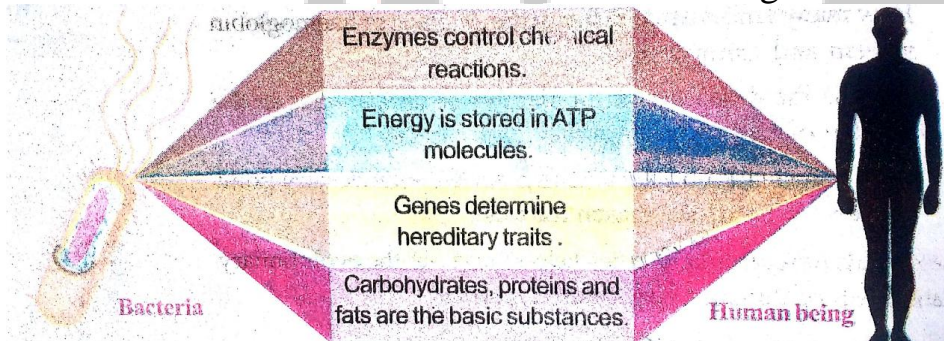 Enzymes control chemical
reactions.
Energy is stored in ATP
molecules.
Genes determine
hereditary traits .
Carbohydrates, proteins and
fats are the basic substances.
Bacteria
Human being